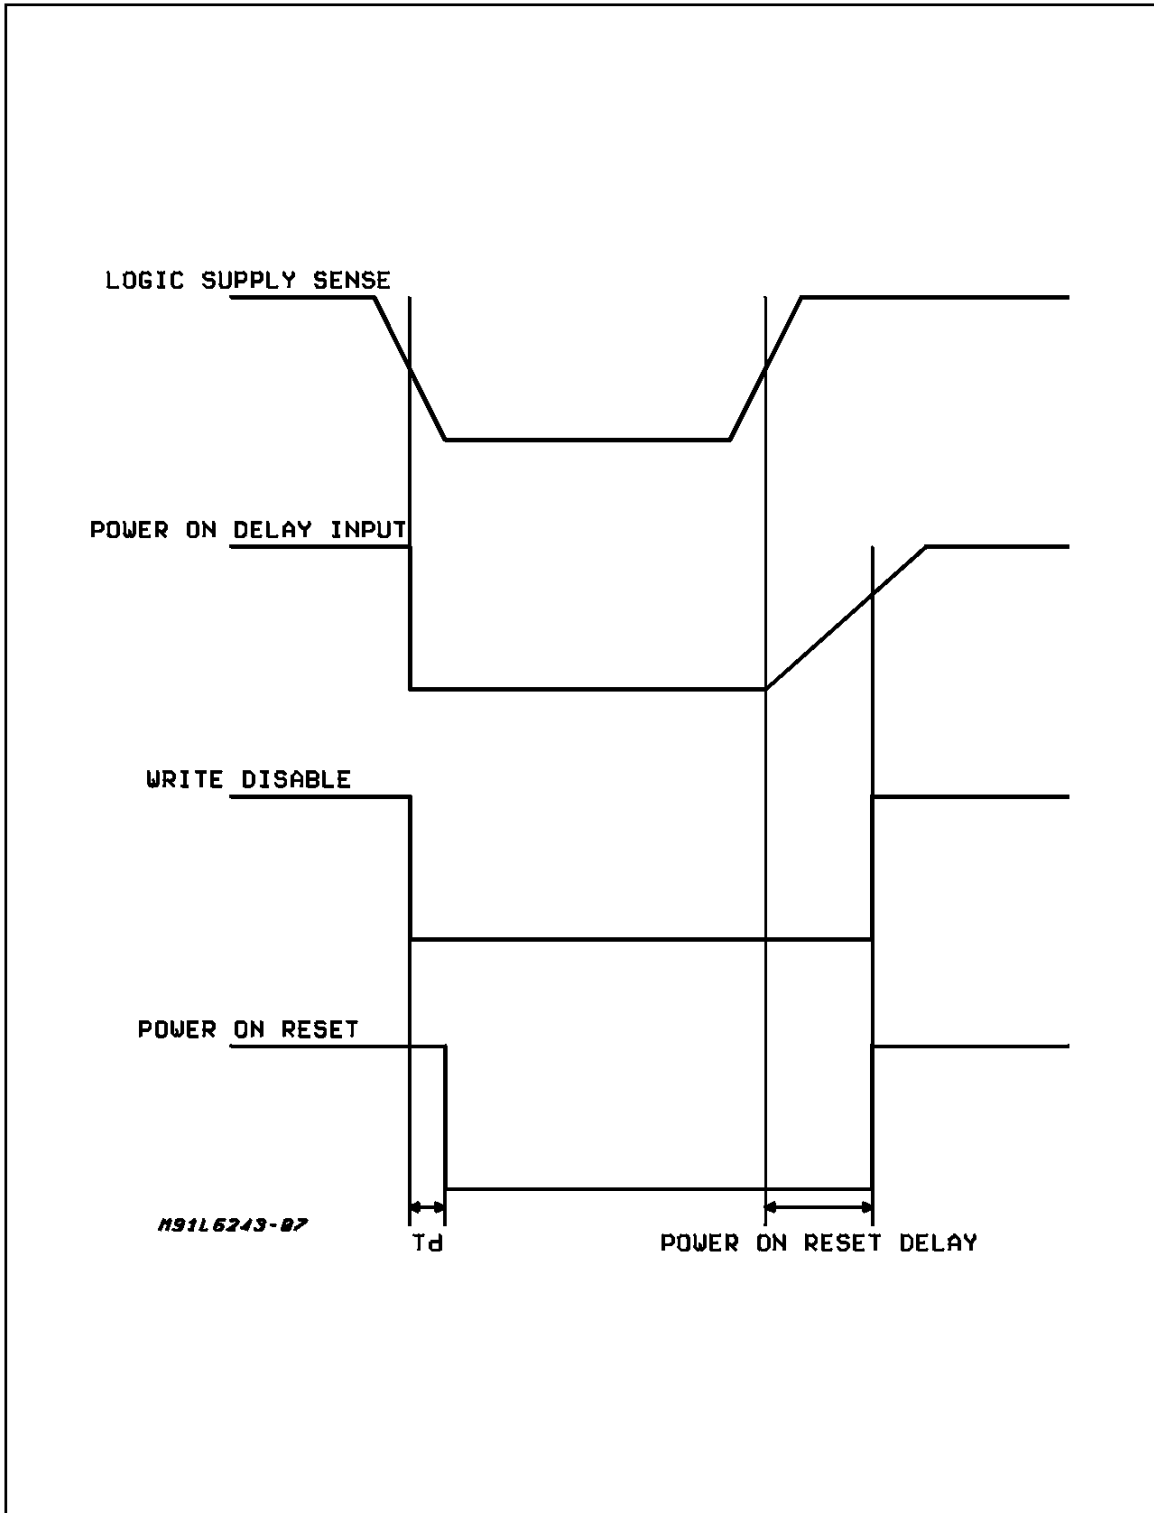 LOGIC SUPPLY SENSE
POWER ON DELAY INPUT
WRITE DISABLE
POWER ON RESET
M91L6243-07
Td
POWER ON RESET DELAY